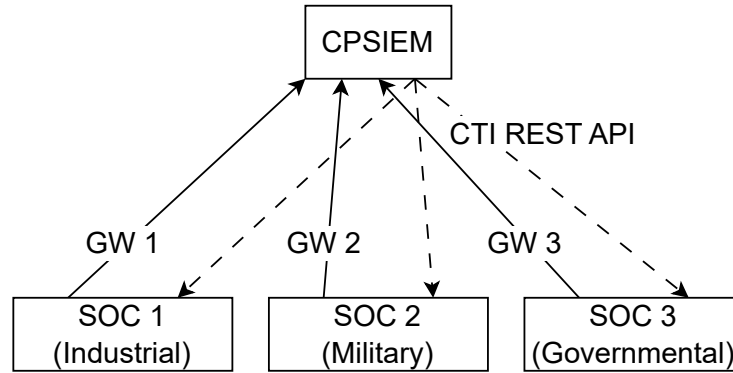 CPSIEM
CTI REST API
GW 1
GW 2
GW 3
SOC 1
(Industrial)
SOC 2
(Military)
SOC 3
(Governmental)